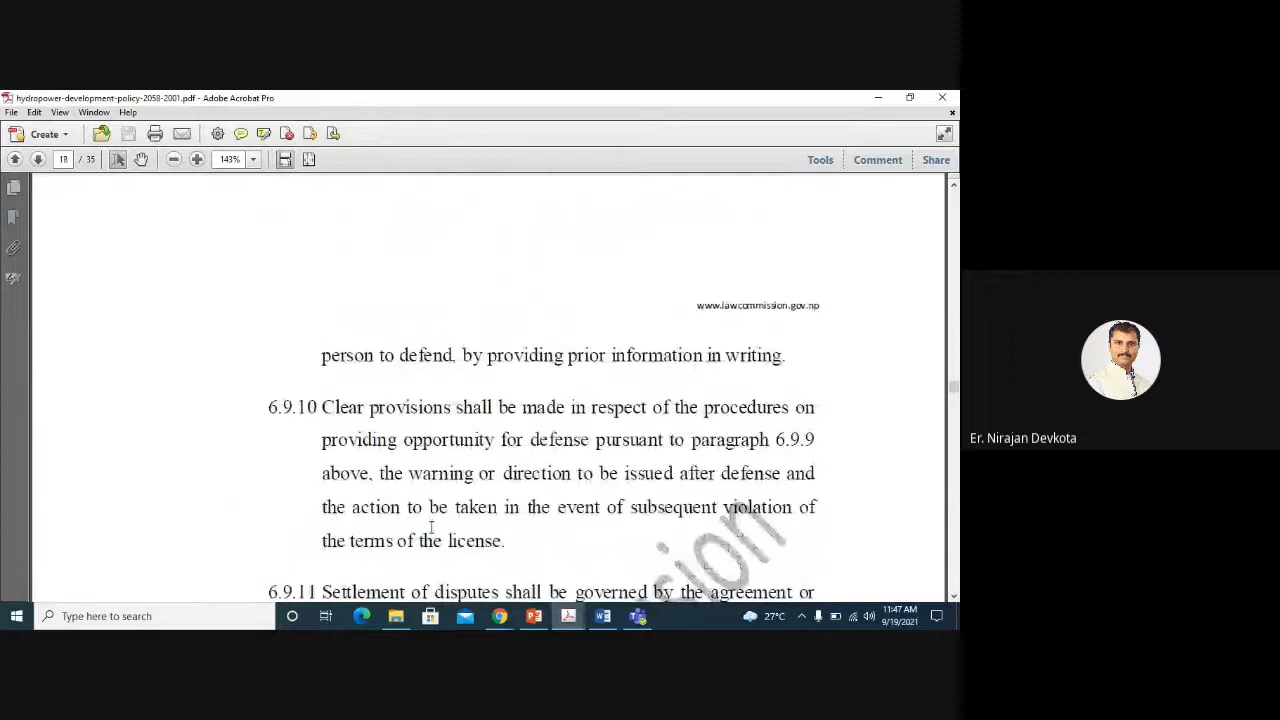 hydropower-development-policy-2058-2001.pdf - Adobe Acrobat Pro
File Edit View Window Help
Create
18 / 35 143% Tools Comment Share
www.lawcommission.gov.np
person to defend, by providing prior information in writing.
6.9.10 Clear provisions shall be made in respect of the procedures on
providing opportunity for defense pursuant to paragraph 6.9.9
above, the warning or direction to be issued after defense and
the action to be taken in the event of subsequent violation of
the terms of the license.
6.9.11 Settlement of disputes shall be governed by the agreement or
Er. Nirajan Devkota
Type here to search
27°C
11:47 AM
9/19/2021